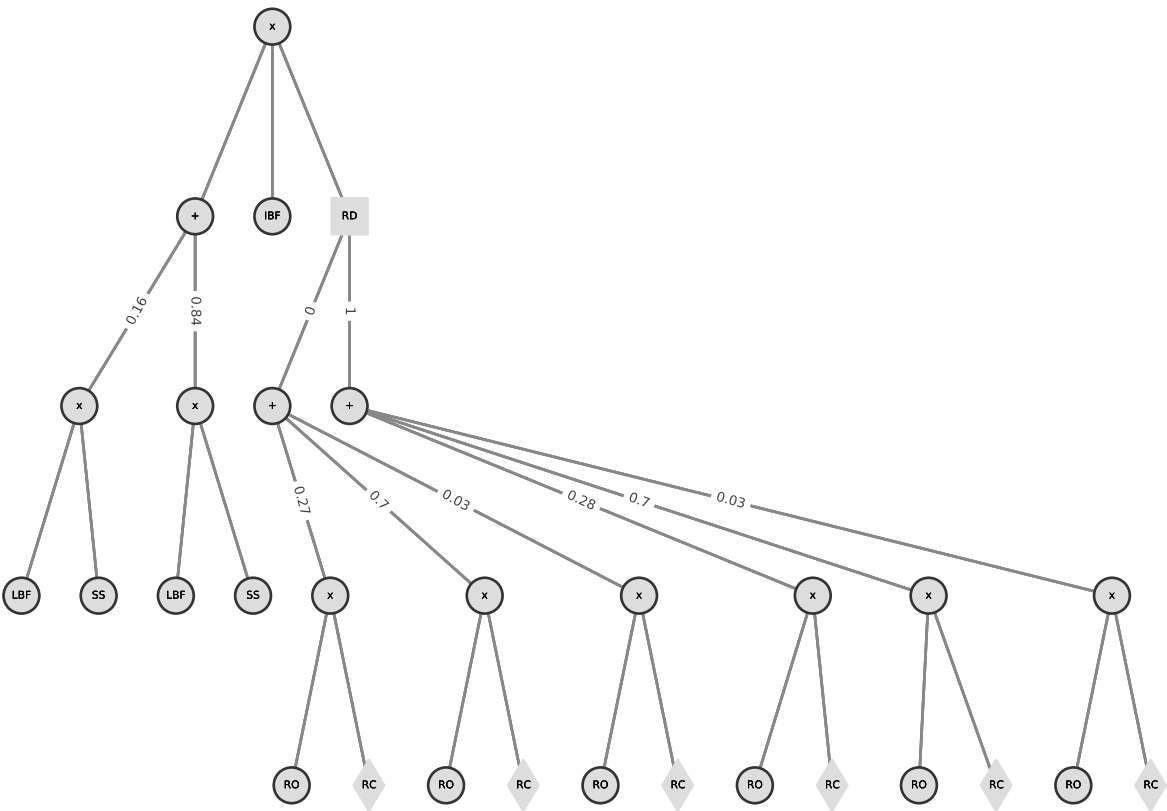 x
+ IBF RD
0.16 0.84 0 1
x x + +
0.27 0.7 0.03 0.28 0.7 0.03
LBF SS LBF SS x x x x x x
RO RC RO RC RO RC RO RC RO RC RO RC